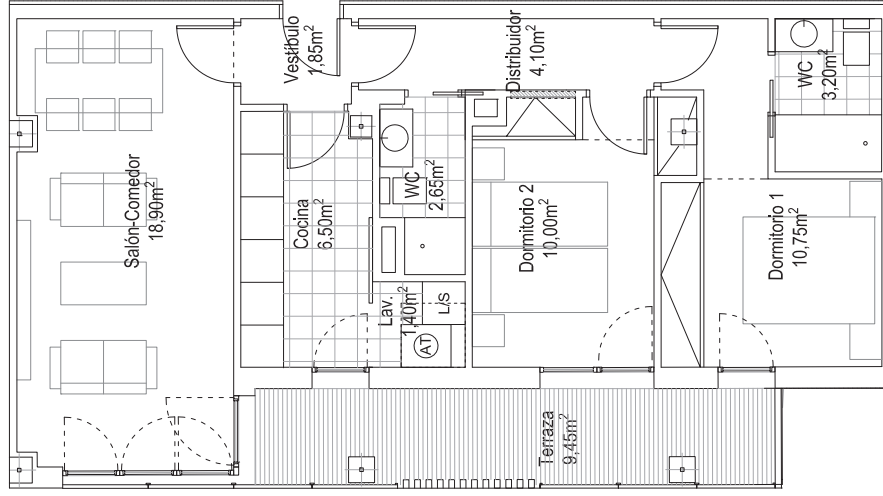 Vestíbulo
1,85m²
Distribuidor
4,10m²
WC
3,20m²
Salón-Comedor
18,90m²
Cocina
6,50m²
WC
2,65m²
Dormitorio 2
10,00m²
Dormitorio 1
10,75m²
Lav.
1,40m²
L/S
AT
Terraza
9,45m²